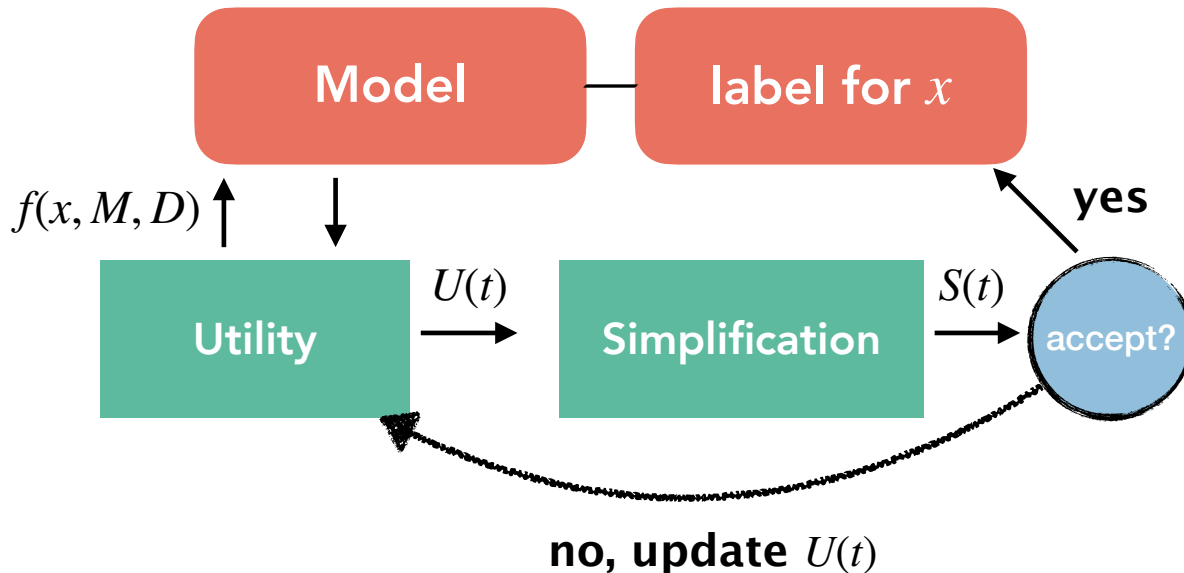 Model
label for x
f(x, M, D)
yes
U(t)
S(t)
Utility
Simplification
accept?
no, update U(t)